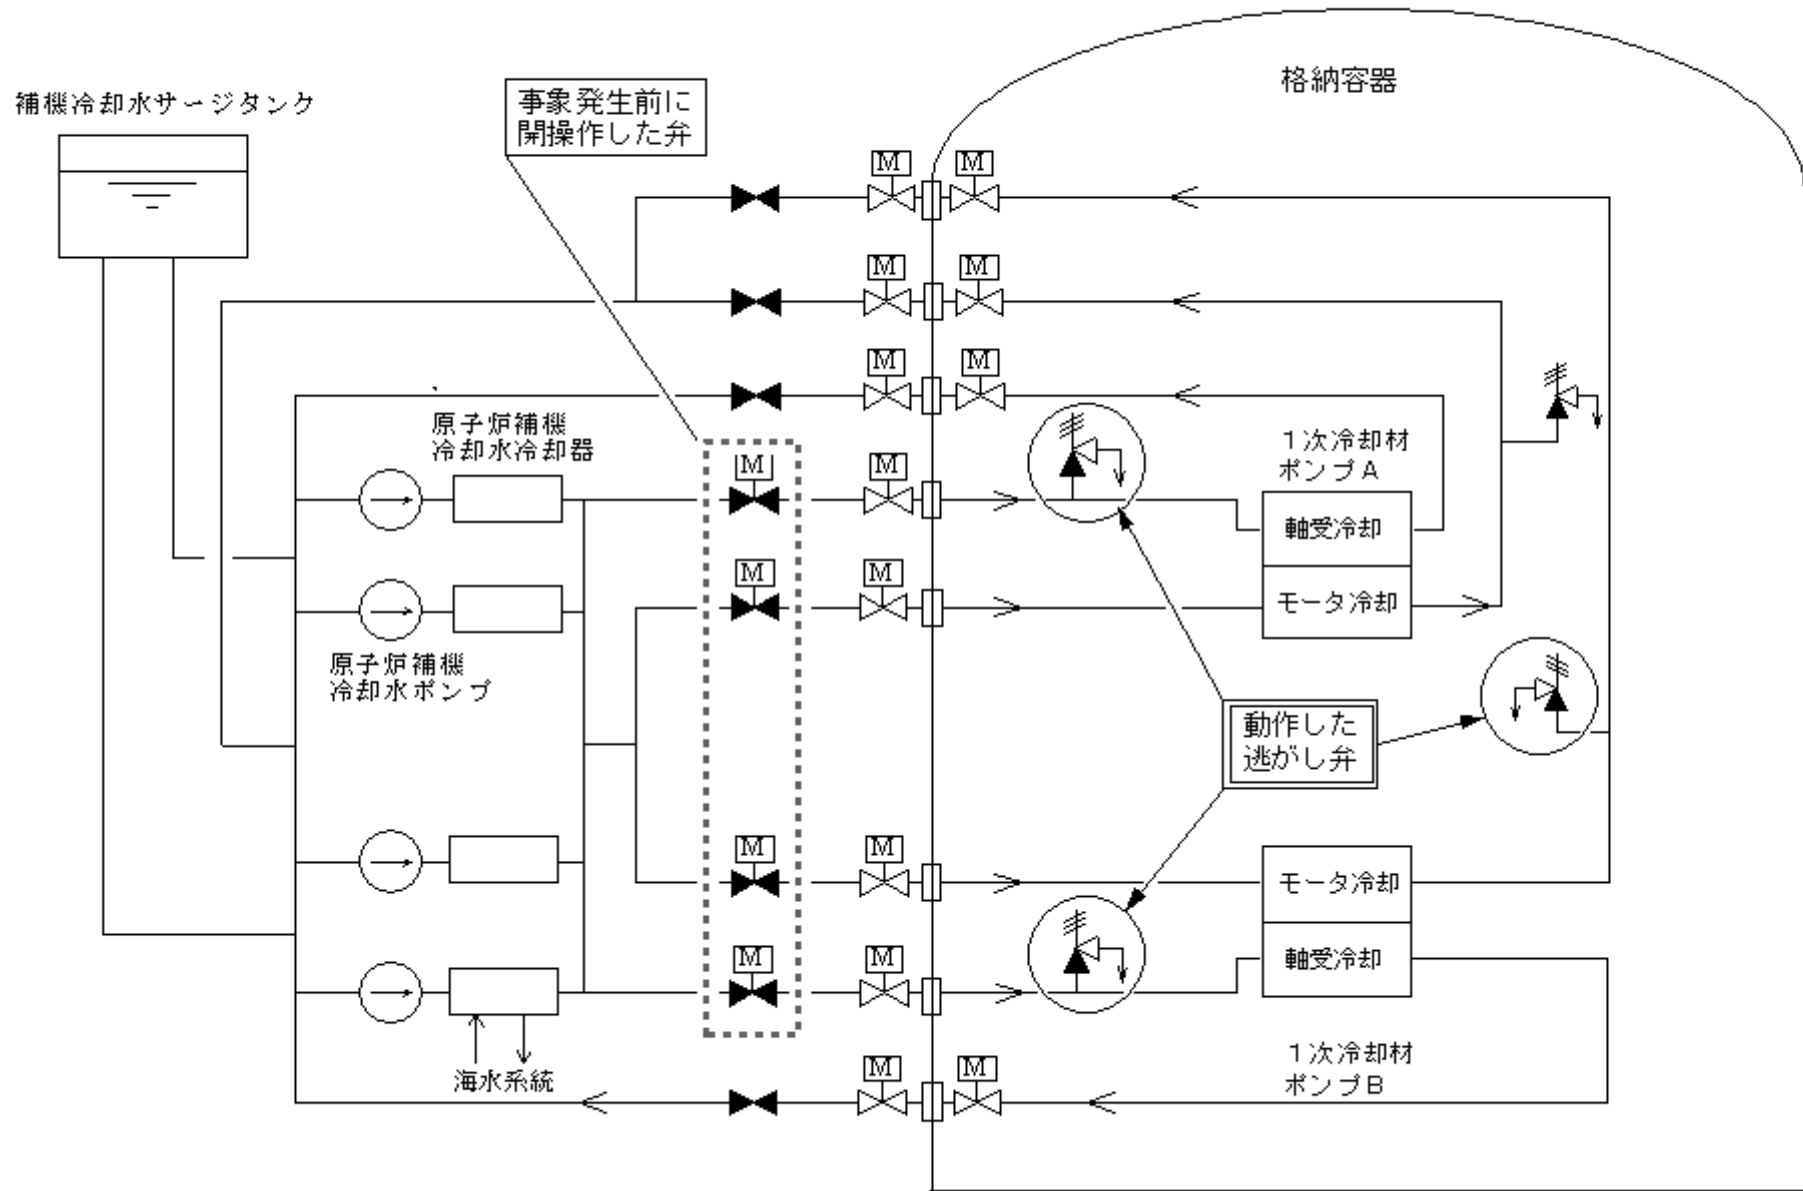 格納容器
補機冷却水サージタンク
事象発生前に
開操作した弁
M
M
M
M
M
M
原子炉補機
冷却水冷却器
1次冷却材
ポンプA
M
M
軸受冷却
M
M
モータ冷却
原子炉補機
冷却水ポンプ
動作した
逃がし弁
M
M
モータ冷却
M
M
軸受冷却
海水系統
M
M
1次冷却材
ポンプB